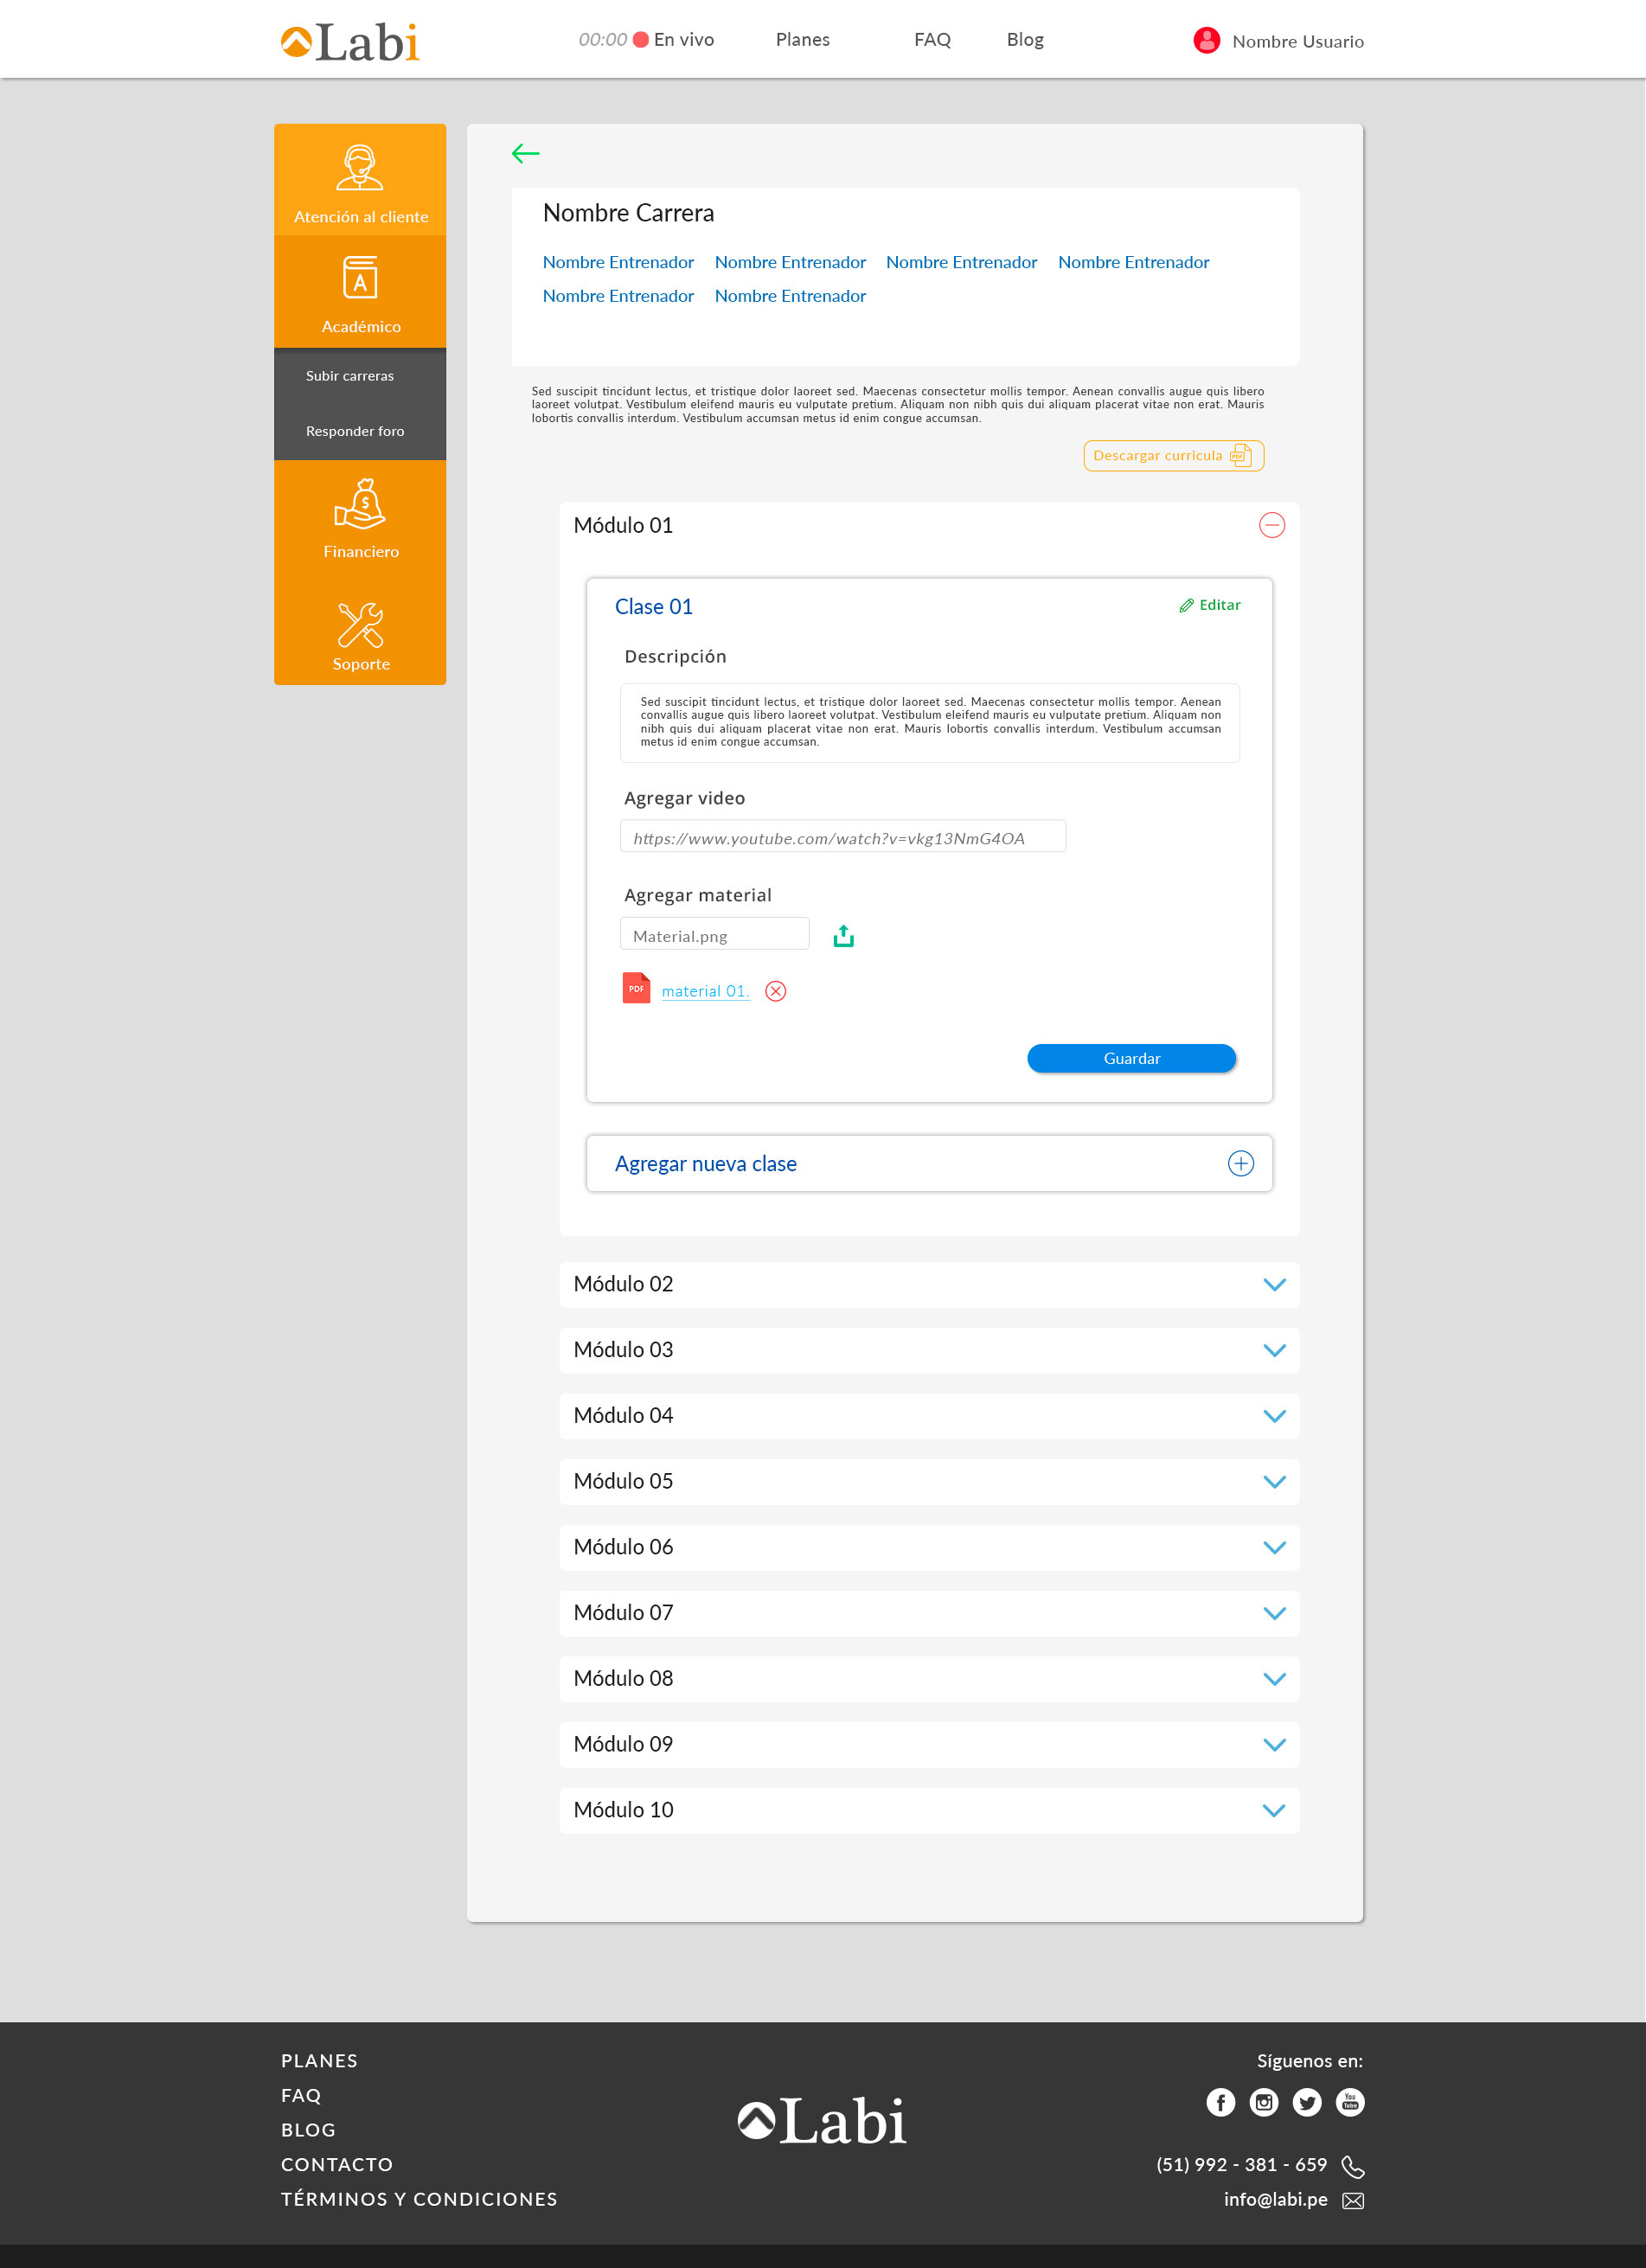 Labi
00:00 En vivo Planes FAQ Blog Nombre Usuario
Atención al cliente
Académico
Subir carreras
Responder foro
Financiero
Soporte
Nombre Carrera
Nombre Entrenador Nombre Entrenador Nombre Entrenador Nombre Entrenador
Nombre Entrenador Nombre Entrenador
Sed suscipit tincidunt lectus, et tristique dolor laoreet sed. Maecenas consectetur mollis tempor. Aenean convallis augue quis libero
laoreet volutpat. Vestibulum eleifend mauris eu vulputate pretium. Aliquam non nibh quis dui aliquam placerat vitae non erat. Mauris
lobortis convallis interdum. Vestibulum accumsan metus id enim congue accumsan.
Descargar curricula PDF
Módulo 01
Clase 01 Editar
Descripción
Sed suscipit tincidunt lectus, et tristique dolor laoreet sed. Maecenas consectetur mollis tempor. Aenean
convallis augue quis libero laoreet volutpat. Vestibulum eleifend mauris eu vulputate pretium. Aliquam non
nibh quis dui aliquam placerat vitae non erat. Mauris lobortis convallis interdum. Vestibulum accumsan
metus id enim congue accumsan.
Agregar video
https://www.youtube.com/watch?v=vkg13NmG4OA
Agregar material
Material.png
PDF material 01.
Guardar
Agregar nueva clase
Módulo 02
Módulo 03
Módulo 04
Módulo 05
Módulo 06
Módulo 07
Módulo 08
Módulo 09
Módulo 10
PLANES
FAQ
BLOG
CONTACTO
TÉRMINOS Y CONDICIONES
Labi
Síguenos en:
You Tube
(51) 992 - 381 - 659
info@labi.pe